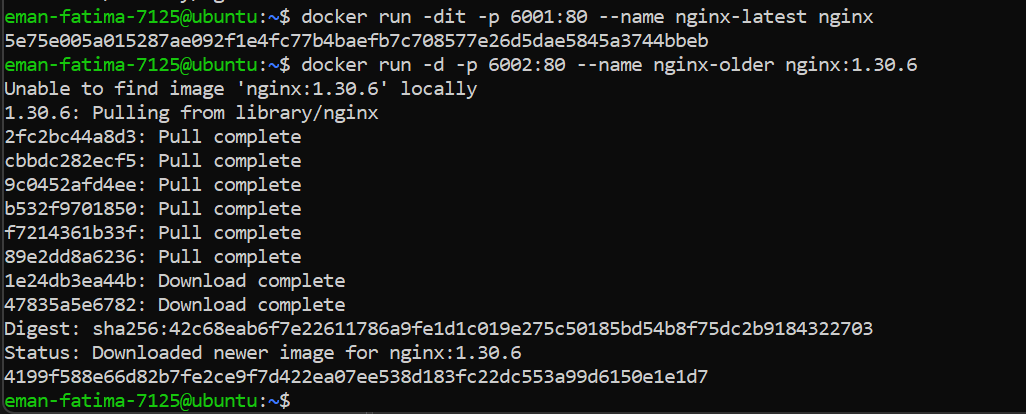 eman-fatima-7125@ubuntu:~$ docker run -dit -p 6001:80 --name nginx-latest nginx
5e75e005a015287ae092f1e4fc77b4baefb7c708577e26d5dae5845a3744bbeb
eman-fatima-7125@ubuntu:~$ docker run -d -p 6002:80 --name nginx-older nginx:1.30.6
Unable to find image 'nginx:1.30.6' locally
1.30.6: Pulling from library/nginx
2fc2bc44a8d3: Pull complete
cbbdc282ecf5: Pull complete
9c0452afd4ee: Pull complete
b532f9701850: Pull complete
f7214361b33f: Pull complete
89e2dd8a6236: Pull complete
1e24db3ea44b: Download complete
47835a5e6782: Download complete
Digest: sha256:42c68eab6f7e22611786a9fe1d1c019e275c50185bd54b8f75dc2b9184322703
Status: Downloaded newer image for nginx:1.30.6
4199f588e66d82b7fe2ce9f7d422ea07ee538d183fc22dc553a99d6150e1e1d7
eman-fatima-7125@ubuntu:~$